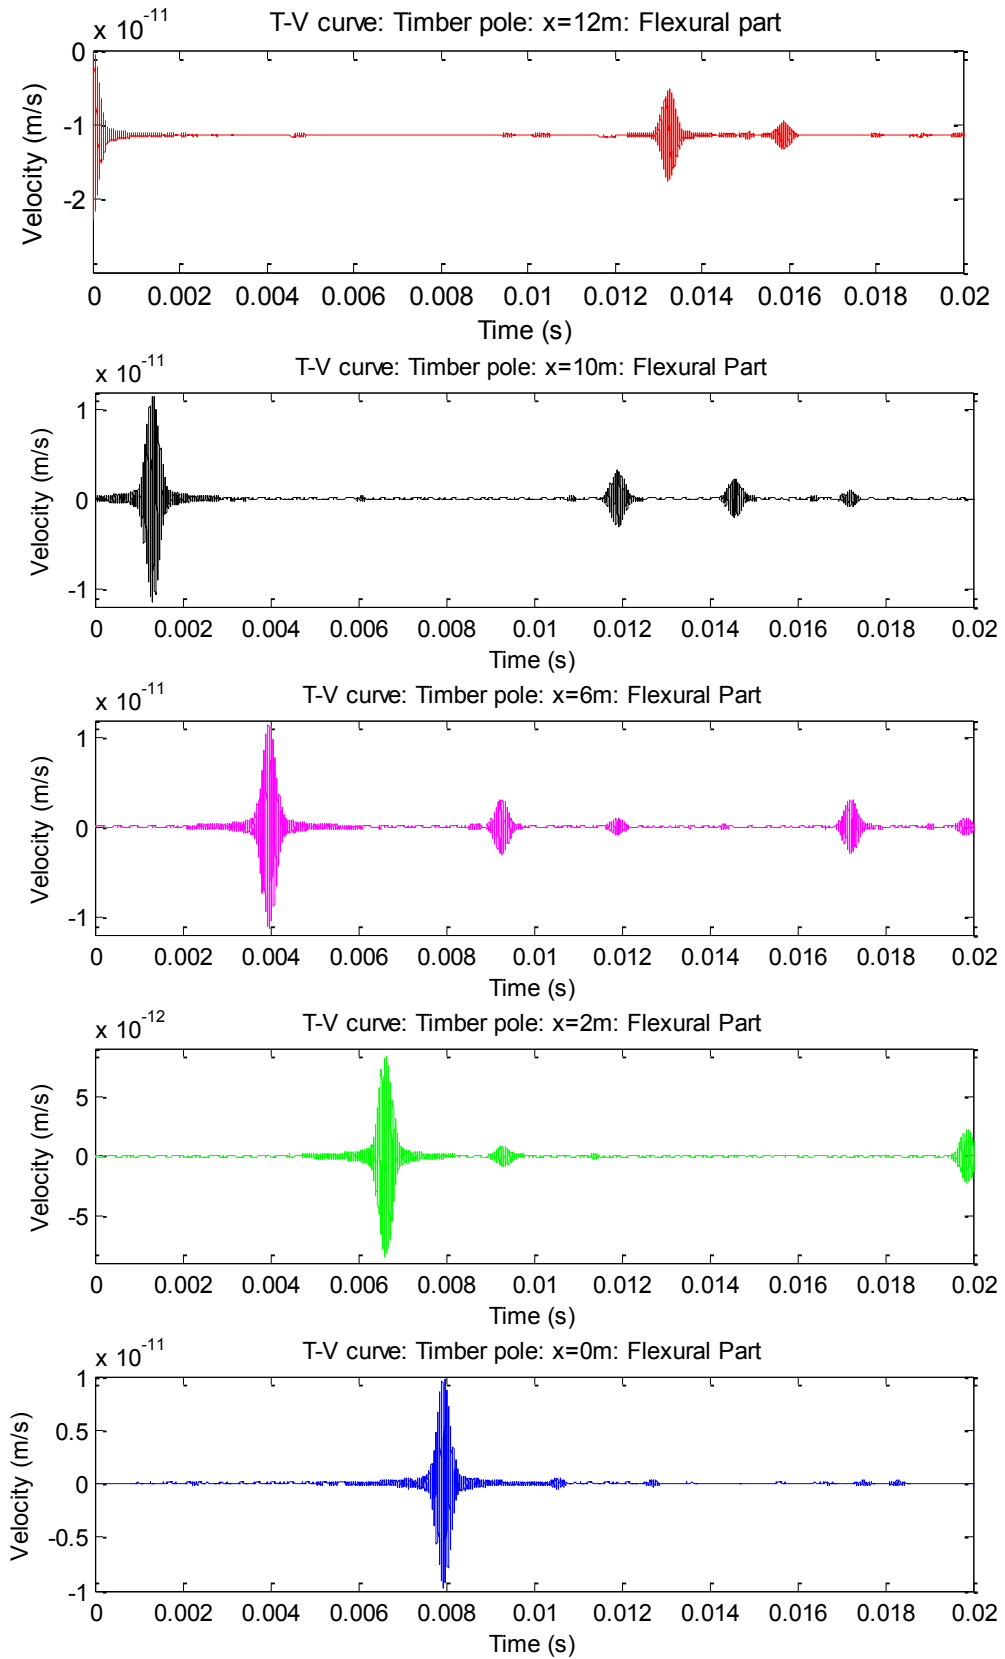 x 10^-11
T-V curve: Timber pole: x=12m: Flexural part
Velocity (m/s)
0
-1
-2
0 0.002 0.004 0.006 0.008 0.01 0.012 0.014 0.016 0.018 0.02
Time (s)
x 10^-11
T-V curve: Timber pole: x=10m: Flexural Part
Velocity (m/s)
1
0
-1
0 0.002 0.004 0.006 0.008 0.01 0.012 0.014 0.016 0.018 0.02
Time (s)
x 10^-11
T-V curve: Timber pole: x=6m: Flexural Part
Velocity (m/s)
1
0
-1
0 0.002 0.004 0.006 0.008 0.01 0.012 0.014 0.016 0.018 0.02
Time (s)
x 10^-12
T-V curve: Timber pole: x=2m: Flexural Part
Velocity (m/s)
5
0
-5
0 0.002 0.004 0.006 0.008 0.01 0.012 0.014 0.016 0.018 0.02
Time (s)
x 10^-11
T-V curve: Timber pole: x=0m: Flexural Part
Velocity (m/s)
1
0.5
0
-0.5
-1
0 0.002 0.004 0.006 0.008 0.01 0.012 0.014 0.016 0.018 0.02
Time (s)